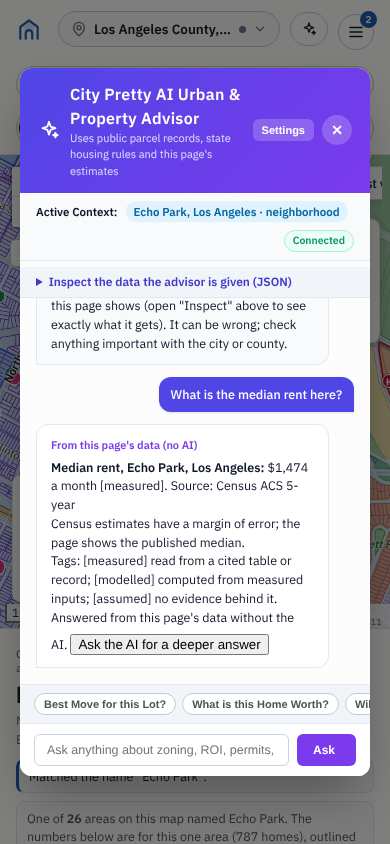 Los Angeles County,...
2
City Pretty AI Urban &
Property Advisor
Uses public parcel records, state
housing rules and this page's
estimates
Settings
✕
Active Context:
Echo Park, Los Angeles · neighborhood
Connected
▶ Inspect the data the advisor is given (JSON)
this page shows (open "Inspect" above to see
exactly what it gets). It can be wrong; check
anything important with the city or county.
What is the median rent here?
From this page's data (no AI)
Median rent, Echo Park, Los Angeles: $1,474
a month [measured]. Source: Census ACS 5-
year
Census estimates have a margin of error; the
page shows the published median.
Tags: [measured] read from a cited table or
record; [modelled] computed from measured
inputs; [assumed] no evidence behind it.
Answered from this page's data without the
AI. Ask the AI for a deeper answer
Best Move for this Lot?
What is this Home Worth?
Ask anything about zoning, ROI, permits,
Ask
Matched the name "Echo Park".
One of 26 areas on this map named Echo Park. The
numbers below are for this one area (787 homes), outlined